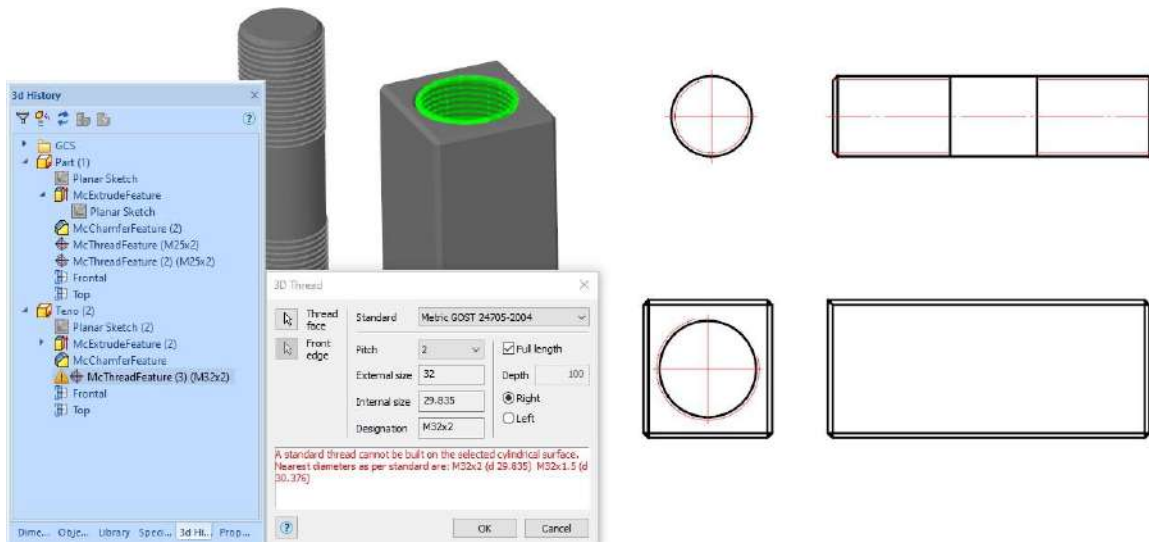 3d History
GCS
Part (1)
Planar Sketch
McExtrudeFeature
Planar Sketch
McChamferFeature (2)
McThreadFeature (M25x2)
McThreadFeature (2) (M25x2)
Frontal
Top
Planar Sketch (2)
McExtrudeFeature (2)
McChamferFeature
McThreadFeature (3) (M32x2)
Frontal
Top
Dime... Obje... Library Speci... 3d Hi... Prop...
3D Thread
Thread face
Standard Metric GOST 24705-2004
Front edge
Pitch 2
Full length
External size 32
Depth 100
Internal size 29.835
Right
Left
Designation M32x2
A standard thread cannot be built on the selected cylindrical surface.
Nearest diameters as per standard are: M32x2 (d 29.835) M32x1.5 (d
30.376)
OK Cancel